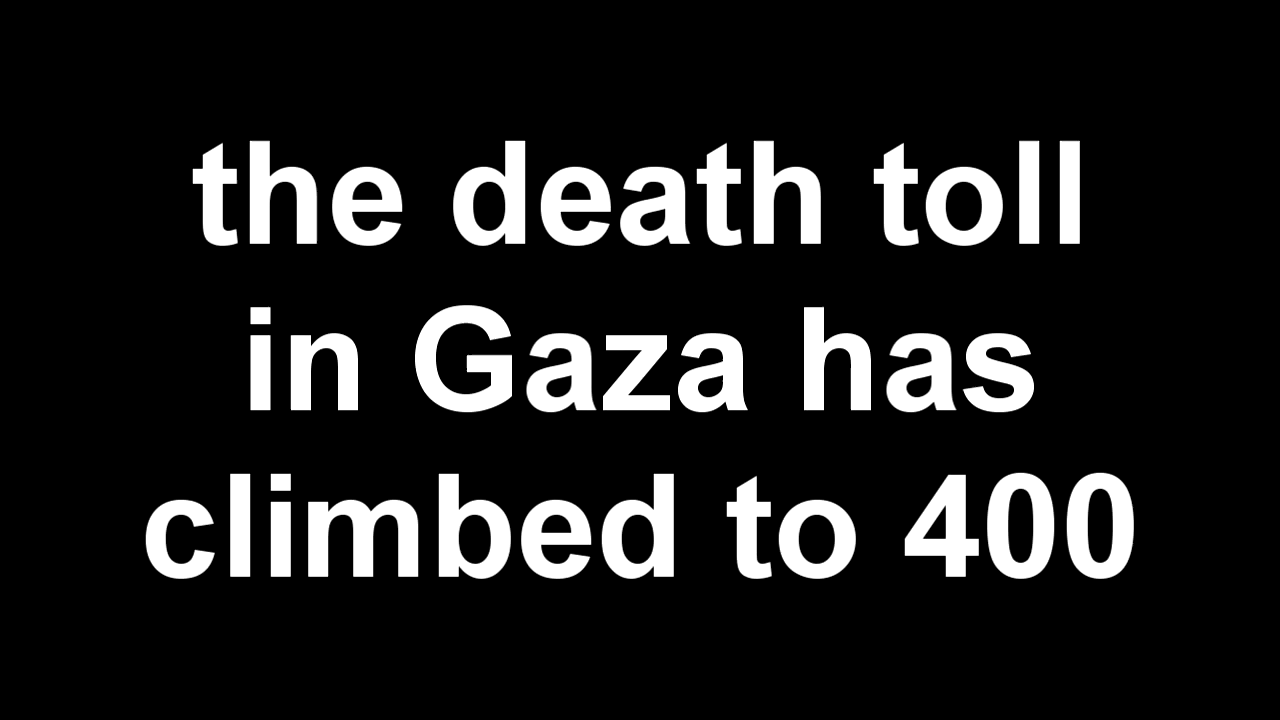 the death toll
in Gaza has
climbed to 400